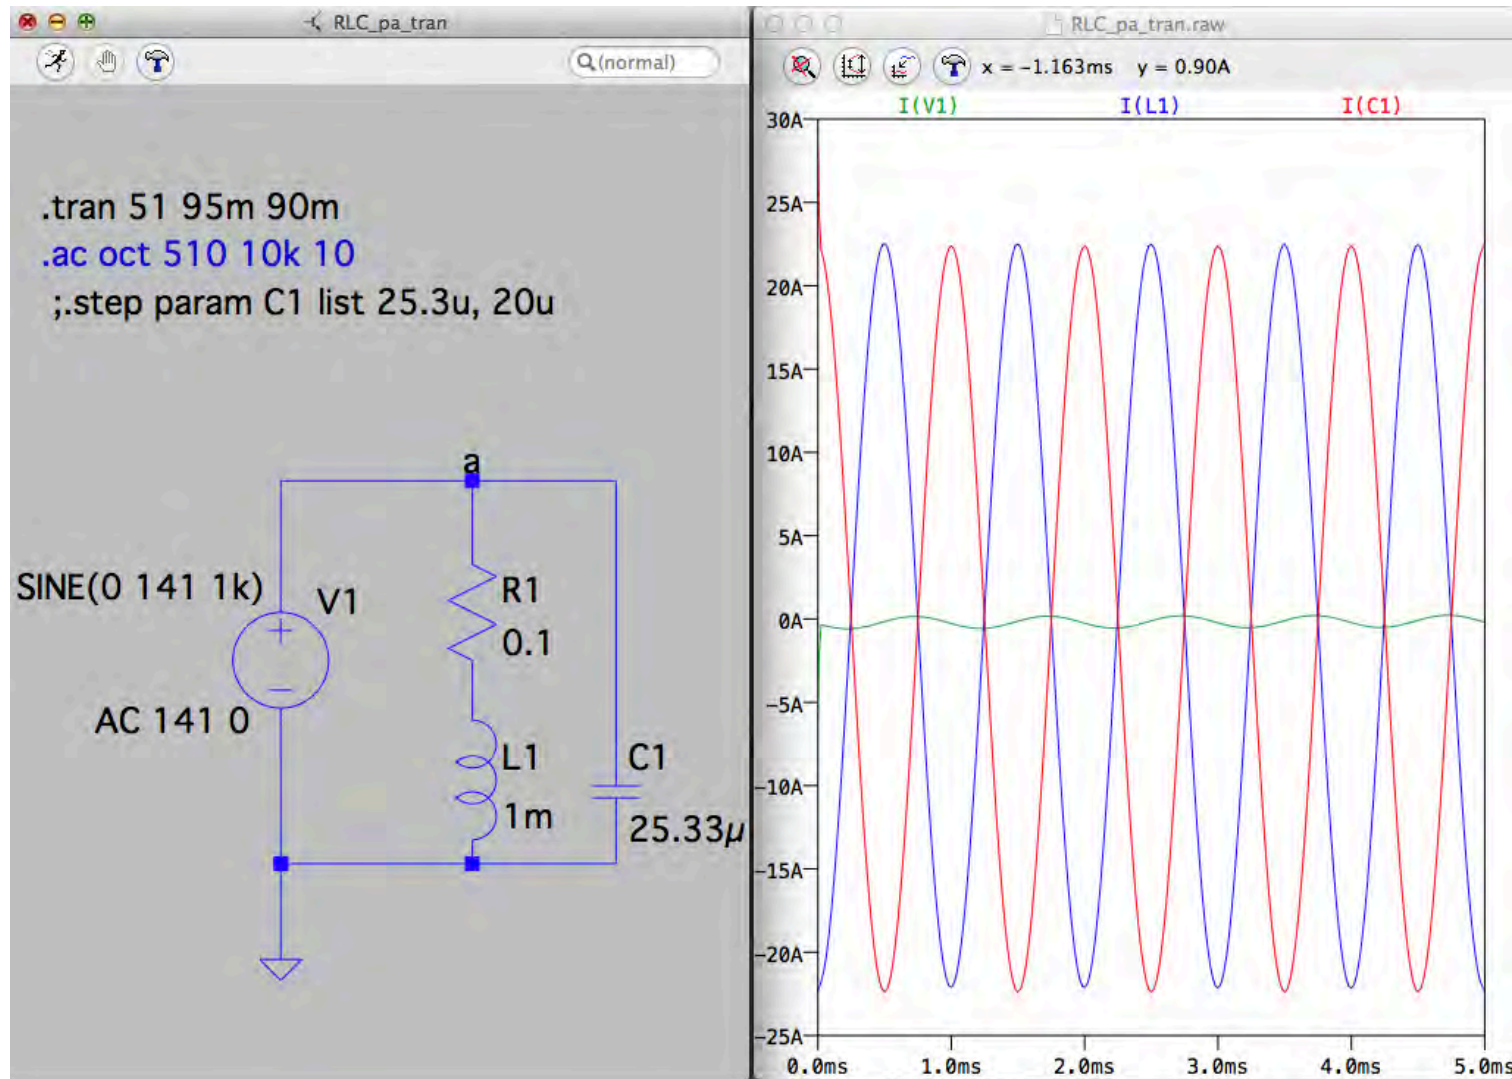 RLC_pa_tran
(normal)
.tran 51 95m 90m
.ac oct 510 10k 10
;.step param C1 list 25.3u, 20u
a
SINE(0 141 1k)
V1
R1
0.1
AC 141 0
L1
1m
C1
25.33µ
RLC_pa_tran.raw
x = -1.163ms y = 0.90A
I(V1) I(L1) I(C1)
30A
25A
20A
15A
10A
5A
0A
-5A
-10A
-15A
-20A
-25A
0.0ms 1.0ms 2.0ms 3.0ms 4.0ms 5.0ms